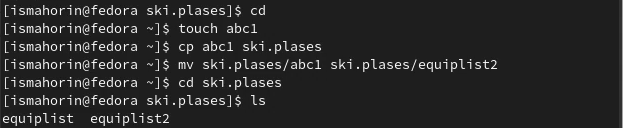 [ismahorin@fedora ski.plases]$ cd
[ismahorin@fedora ~]$ touch abc1
[ismahorin@fedora ~]$ cp abc1 ski.plases
[ismahorin@fedora ~]$ mv ski.plases/abc1 ski.plases/equiplist2
[ismahorin@fedora ~]$ cd ski.plases
[ismahorin@fedora ski.plases]$ ls
equiplist  equiplist2